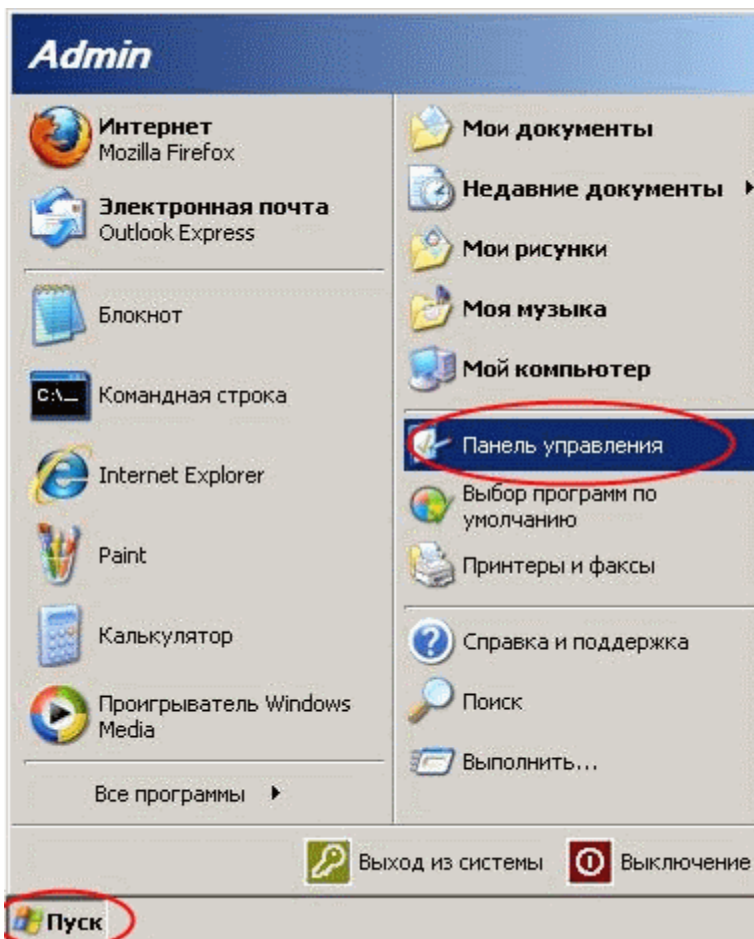 Admin
Интернет
Mozilla Firefox
Электронная почта
Outlook Express
Блокнот
C:\_
Командная строка
Internet Explorer
Paint
Калькулятор
Проигрыватель Windows
Media
Все программы
Мои документы
Недавние документы
Мои рисунки
Моя музыка
Мой компьютер
Панель управления
Выбор программ по
умолчанию
Принтеры и факсы
Справка и поддержка
Поиск
Выполнить...
Выход из системы
Выключение
Пуск